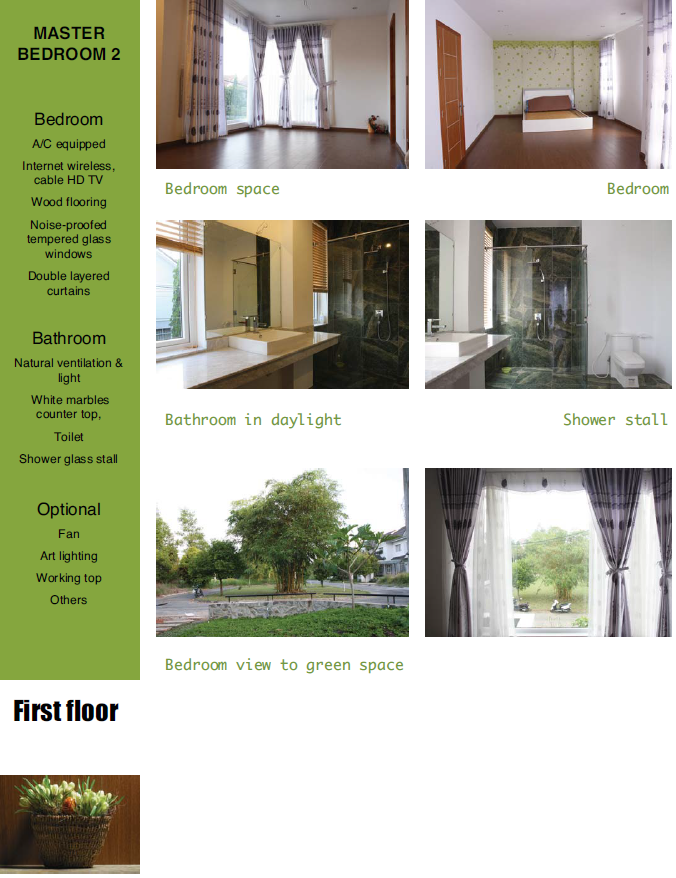 MASTER
BEDROOM 2
Bedroom
A/C equipped
Internet wireless,
cable HD TV
Wood flooring
Noise-proofed
tempered glass
windows
Double layered
curtains
Bathroom
Natural ventilation &
light
White marbles
counter top,
Toilet
Shower glass stall
Optional
Fan
Art lighting
Working top
Others
First floor
Bedroom space
Bedroom
Bathroom in daylight
Shower stall
Bedroom view to green space